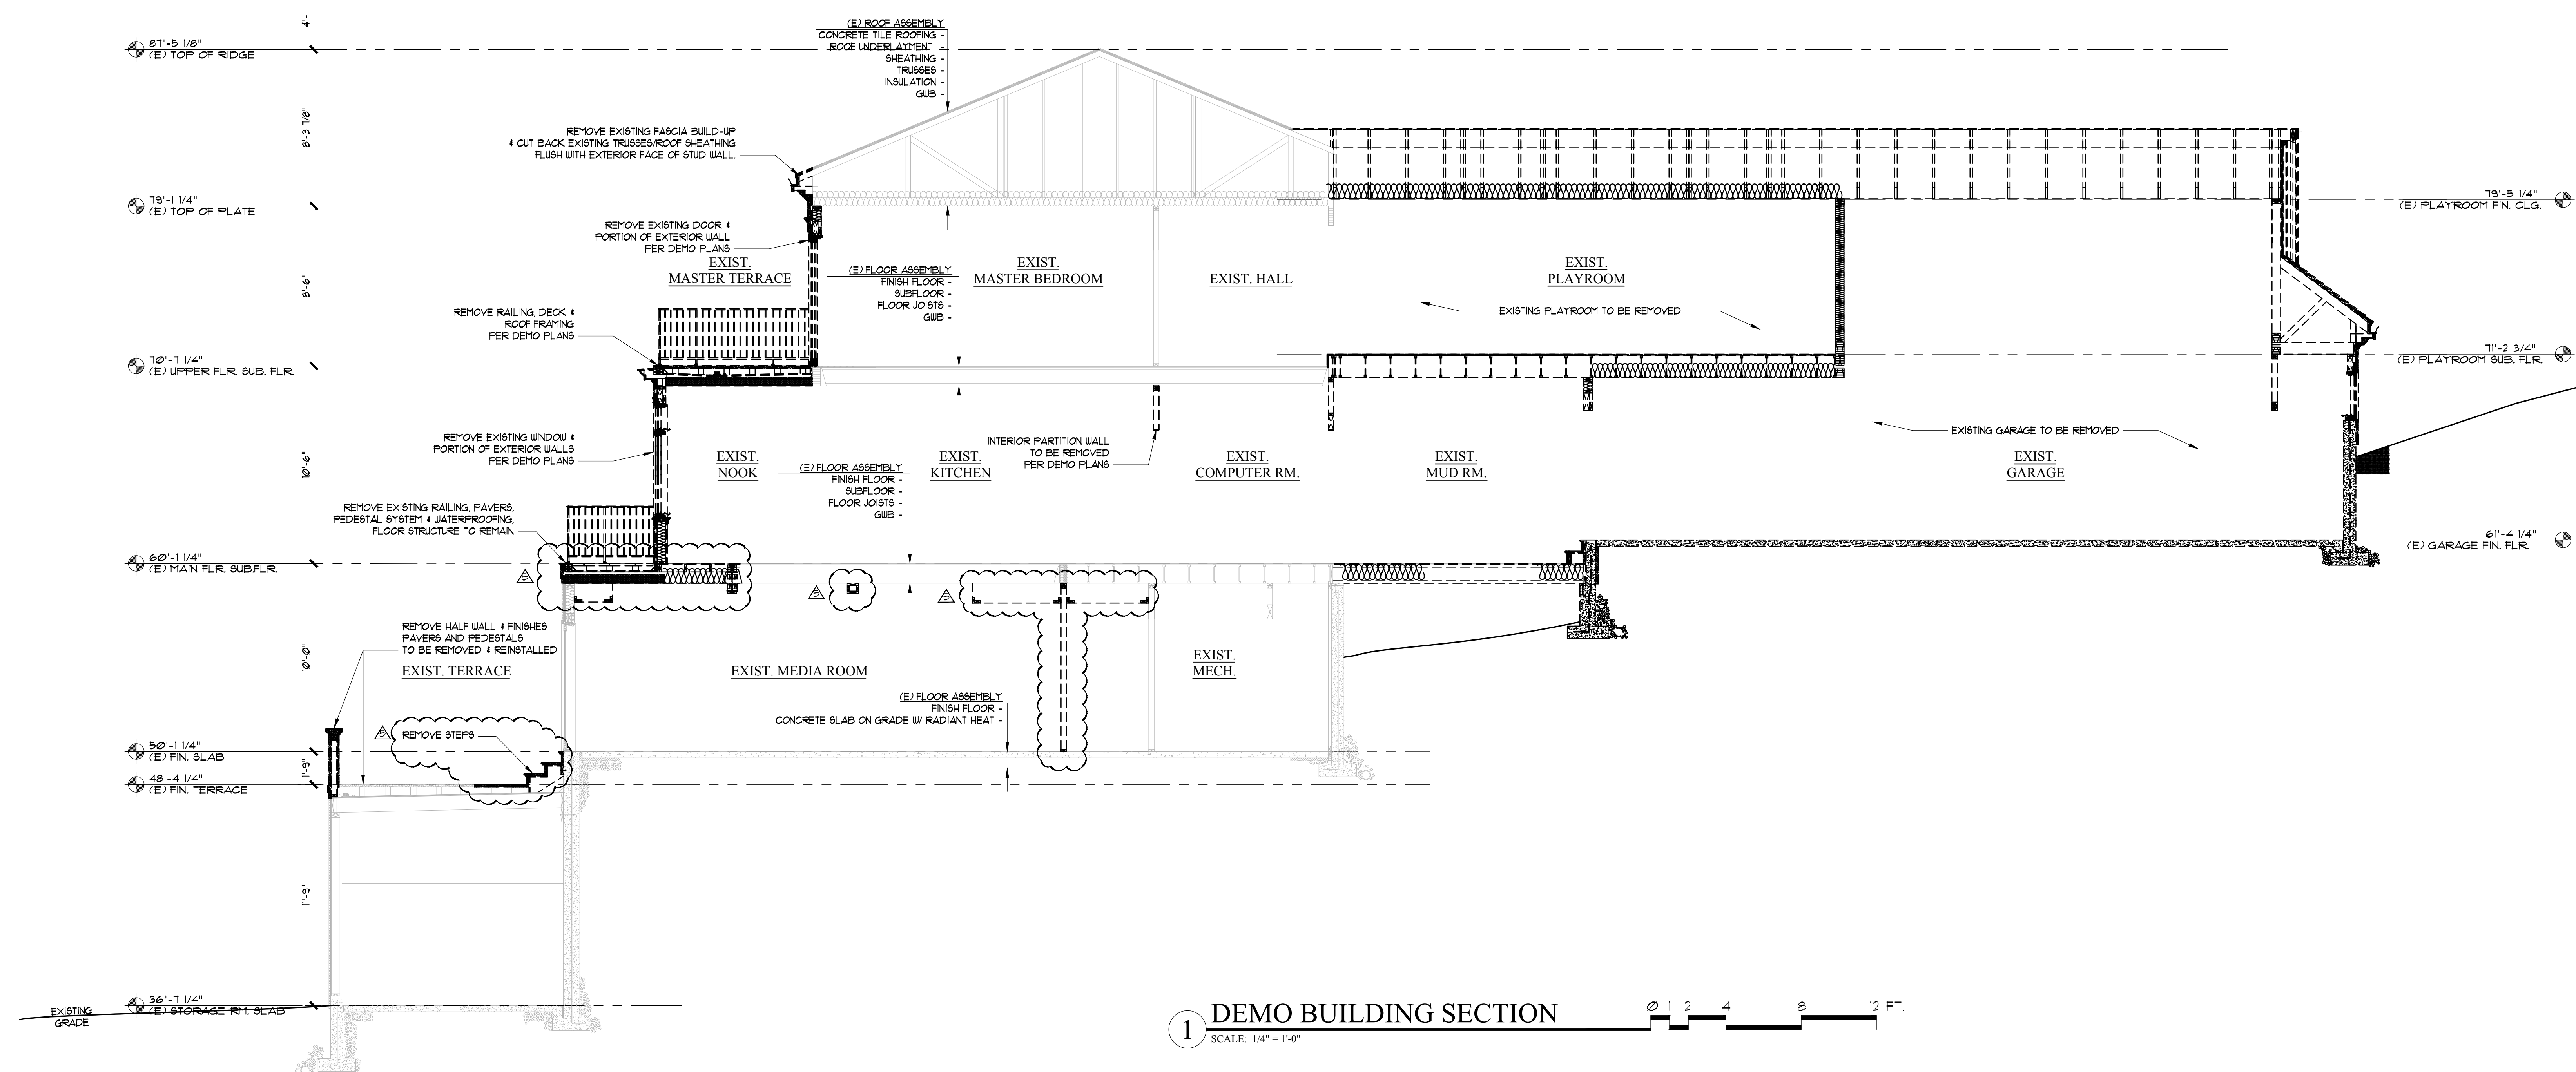 4'-
87'-5 1/8"
(E) TOP OF RIDGE
8'-3 7/8"
79'-1 1/4"
(E) TOP OF PLATE
8'-6"
70'-7 1/4"
(E) UPPER FLR. SUB. FLR.
10'-6"
60'-1 1/4"
(E) MAIN FLR. SUB.FLR.
10'-0"
50'-1 1/4"
(E) FIN. SLAB
1'-9"
48'-4 1/4"
(E) FIN. TERRACE
11'-9"
36'-7 1/4"
(E) STORAGE RM. SLAB
EXISTING
GRADE
(E) ROOF ASSEMBLY
CONCRETE TILE ROOFING -
ROOF UNDERLAYMENT -
SHEATHING -
TRUSSES -
INSULATION -
GWB -
REMOVE EXISTING FASCIA BUILD-UP
& CUT BACK EXISTING TRUSSES/ROOF SHEATHING
FLUSH WITH EXTERIOR FACE OF STUD WALL.
REMOVE EXISTING DOOR &
PORTION OF EXTERIOR WALL
PER DEMO PLANS
EXIST.
MASTER TERRACE
(E) FLOOR ASSEMBLY
FINISH FLOOR -
SUBFLOOR -
FLOOR JOISTS -
GWB -
EXIST.
MASTER BEDROOM
EXIST. HALL
EXIST.
PLAYROOM
EXISTING PLAYROOM TO BE REMOVED
79'-5 1/4"
(E) PLAYROOM FIN. CLG.
71'-2 3/4"
(E) PLAYROOM SUB. FLR.
REMOVE RAILING, DECK &
ROOF FRAMING
PER DEMO PLANS
REMOVE EXISTING WINDOW &
PORTION OF EXTERIOR WALLS
PER DEMO PLANS
EXIST.
NOOK
(E) FLOOR ASSEMBLY
FINISH FLOOR -
SUBFLOOR -
FLOOR JOISTS -
GWB -
EXIST.
KITCHEN
INTERIOR PARTITION WALL
TO BE REMOVED
PER DEMO PLANS
EXIST.
COMPUTER RM.
EXIST.
MUD RM.
EXISTING GARAGE TO BE REMOVED
EXIST.
GARAGE
61'-4 1/4"
(E) GARAGE FIN. FLR.
REMOVE EXISTING RAILING, PAVERS,
PEDESTAL SYSTEM & WATERPROOFING,
FLOOR STRUCTURE TO REMAIN
5
5
5
REMOVE HALF WALL & FINISHES
PAVERS AND PEDESTALS
TO BE REMOVED & REINSTALLED
EXIST. TERRACE
EXIST. MEDIA ROOM
EXIST.
MECH.
(E) FLOOR ASSEMBLY
FINISH FLOOR -
CONCRETE SLAB ON GRADE W/ RADIANT HEAT -
5
REMOVE STEPS
1
DEMO BUILDING SECTION
SCALE: 1/4" = 1'-0"
0 1 2 4 8 12 FT.